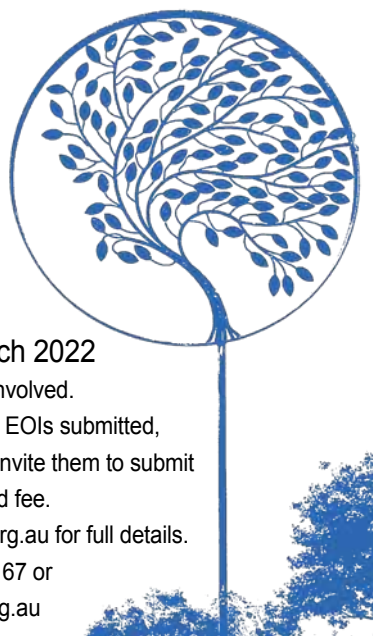 ch 2022
nvolved.
EOIs submitted,
nvite them to submit
d fee.
rg.au for full details.
67 or
g.au